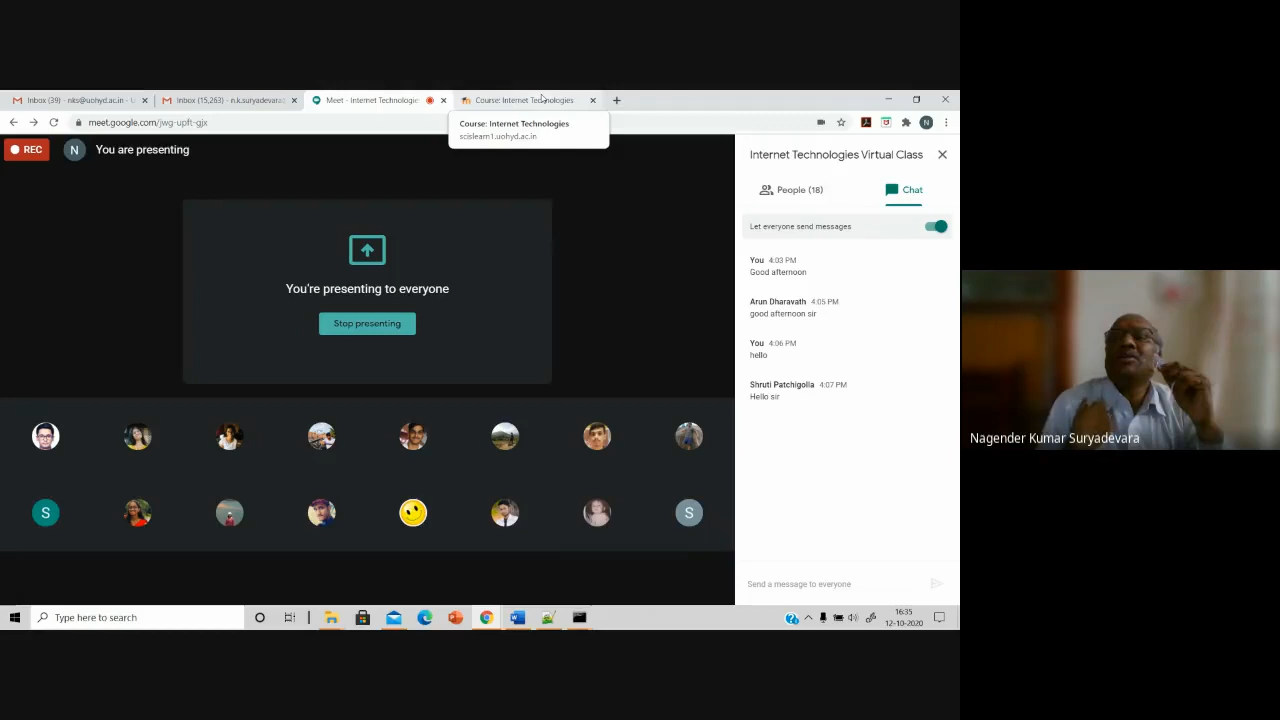 Inbox (39) - nks@uohyd.ac.in - U
Inbox (15,263) - n.k.suryadevara
Meet - Internet Technologie
Course: Internet Technologies
meet.google.com/jwg-upft-gjx
N
Course: Internet Technologies
scislearn1.uohyd.ac.in
REC
N
You are presenting
Internet Technologies Virtual Class
People (18)
Chat
You're presenting to everyone
Stop presenting
Let everyone send messages
You 4:03 PM
Good afternoon
Arun Dharavath 4:05 PM
good afternoon sir
You 4:06 PM
hello
Shruti Patchigolla 4:07 PM
Hello sir
S
S
Send a message to everyone
Nagender Kumar Suryadevara
Type here to search
16:35
12-10-2020